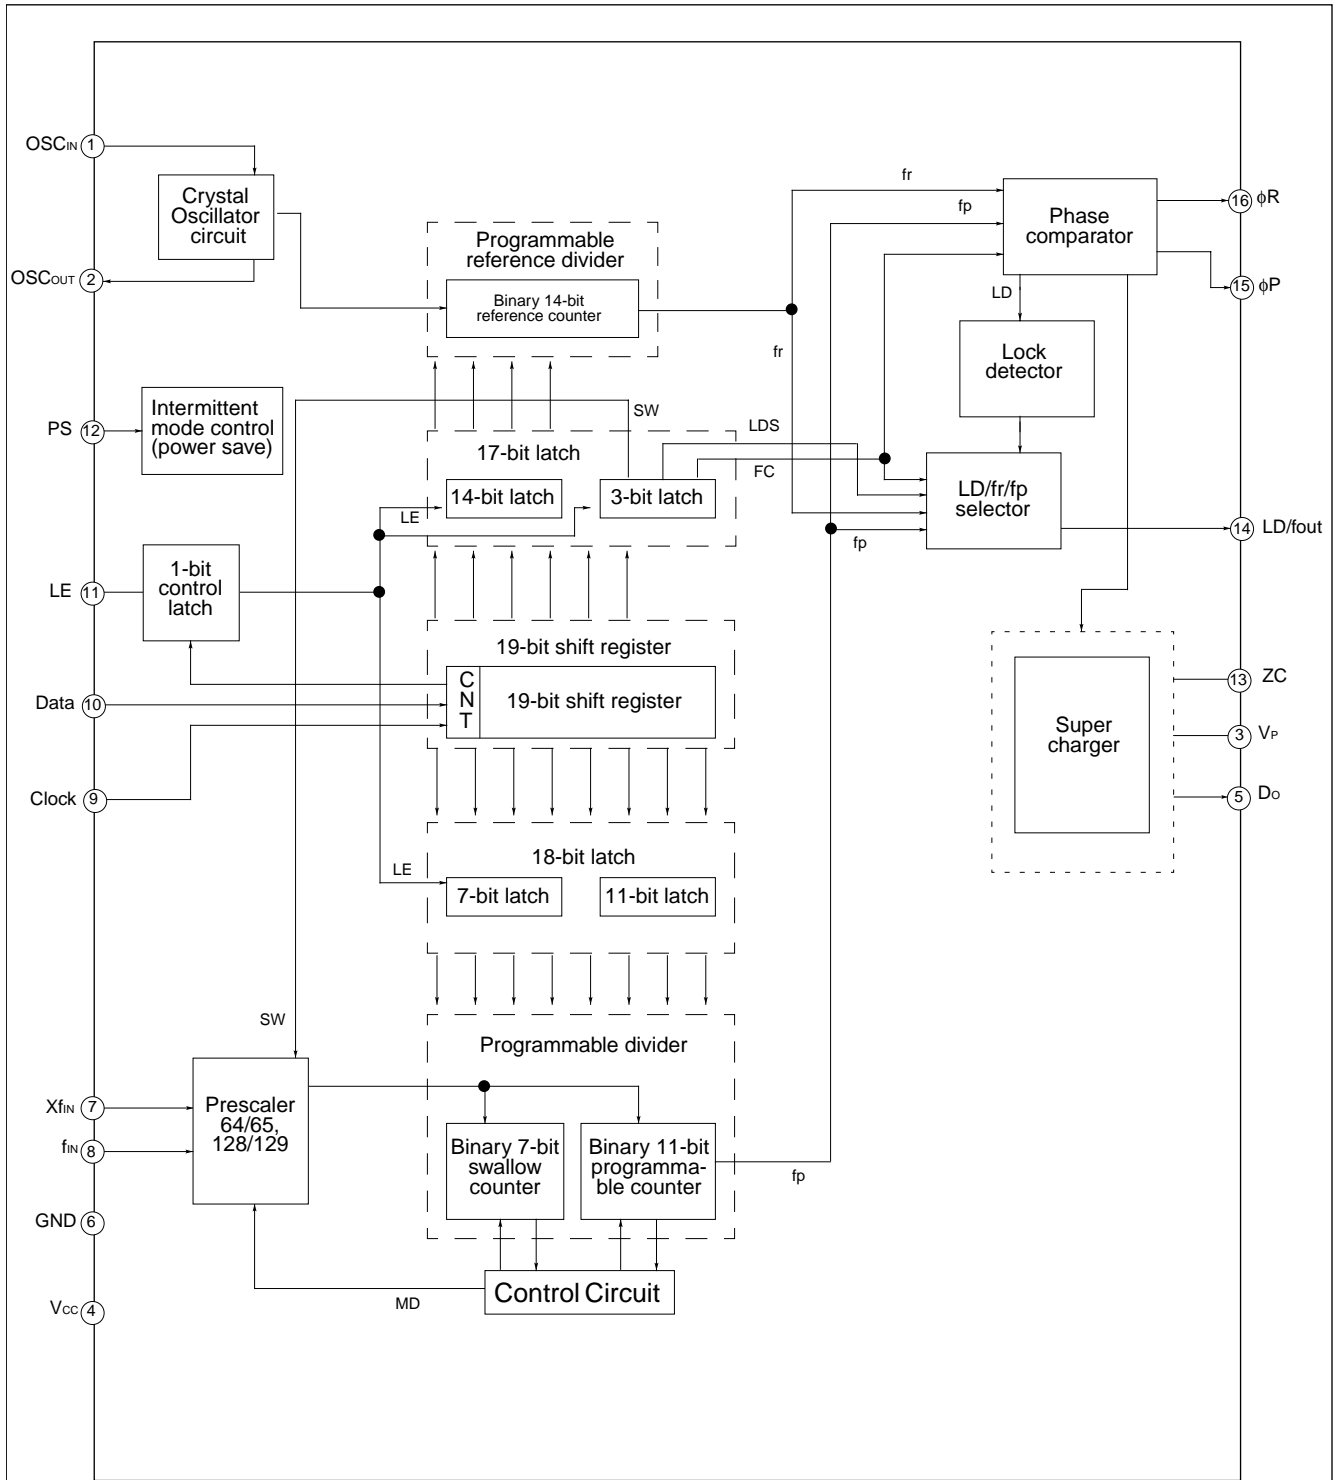 OSCIN 1
Crystal
Oscillator
circuit
OSCOUT 2
Programmable
reference divider
Binary 14-bit
reference counter
fr
fp
fr
Phase
comparator
16 ϕR
15 ϕP
LD
Lock
detector
PS 12
Intermittent
mode control
(power save)
SW
LDS
FC
17-bit latch
14-bit latch
3-bit latch
LE
LD/fr/fp
selector
fp
14 LD/fout
LE 11
1-bit
control
latch
19-bit shift register
C
N
T
19-bit shift register
Data 10
Clock 9
Super
charger
13 ZC
3 VP
5 DO
18-bit latch
LE
7-bit latch
11-bit latch
SW
Programmable divider
XfIN 7
fIN 8
Prescaler
64/65,
128/129
Binary 7-bit
swallow
counter
Binary 11-bit
programma-
ble counter
fp
GND 6
Control Circuit
MD
VCC 4